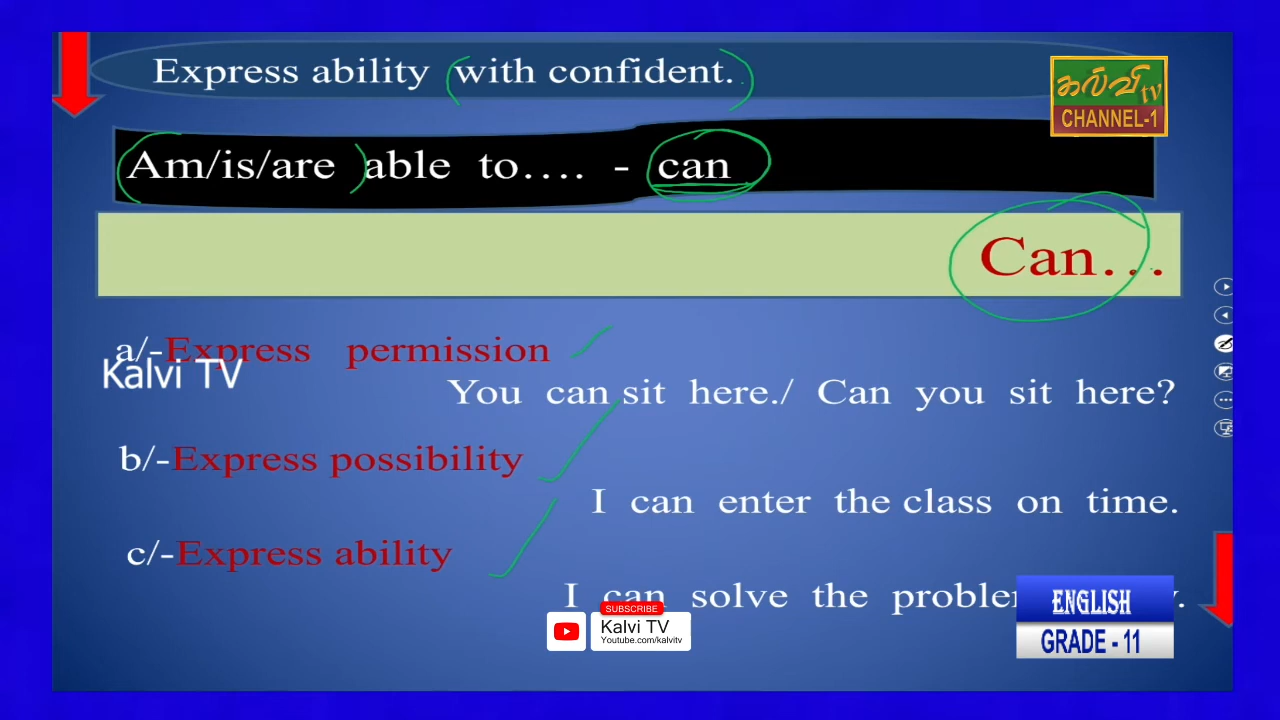 Express ability with confident.
கல்வி tv
CHANNEL-1
Am/is/are able to.... - can
Can...
a/-Express permission
Kalvi TV
You can sit here./ Can you sit here?
b/-Express possibility
I can enter the class on time.
c/-Express ability
I can solve the
SUBSCRIBE
Kalvi TV
Youtube.com/kalvitv
ENGLISH
GRADE - 11